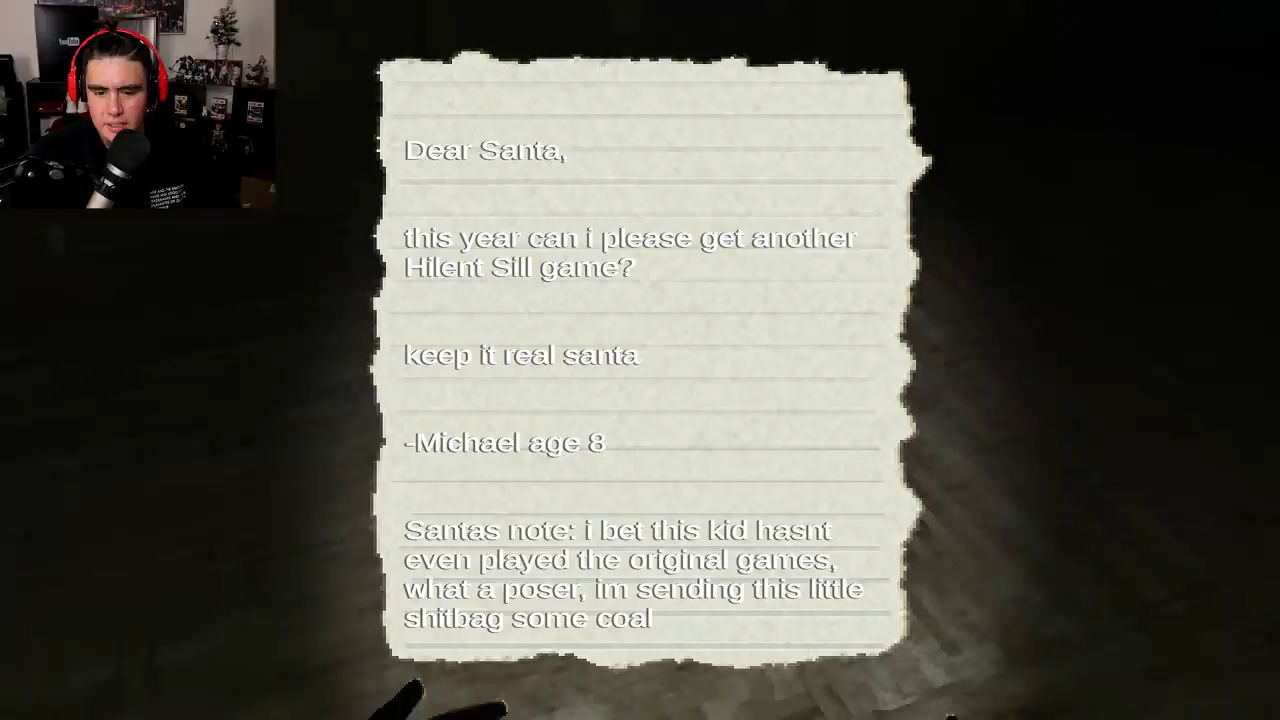 YouTube
Dear Santa,
this year can i please get another
Hilent Sill game?
keep it real santa
-Michael age 8
Santas note: i bet this kid hasnt
even played the original games,
what a poser, im sending this little
shitbag some coal